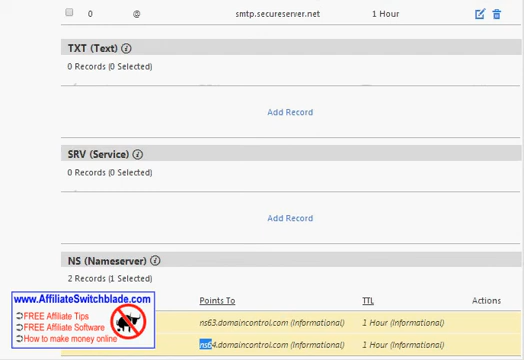 0 @ smtp.secureserver.net 1 Hour
TXT (Text)
0 Records (0 Selected)
Add Record
SRV (Service)
0 Records (0 Selected)
Add Record
NS (Nameserver)
2 Records (1 Selected)
Points To TTL Actions
ns63.domaincontrol.com (Informational) 1 Hour (Informational)
ns64.domaincontrol.com (Informational) 1 Hour (Informational)
www.AffiliateSwitchblade.com
FREE Affiliate Tips
FREE Affiliate Software
How to make money online